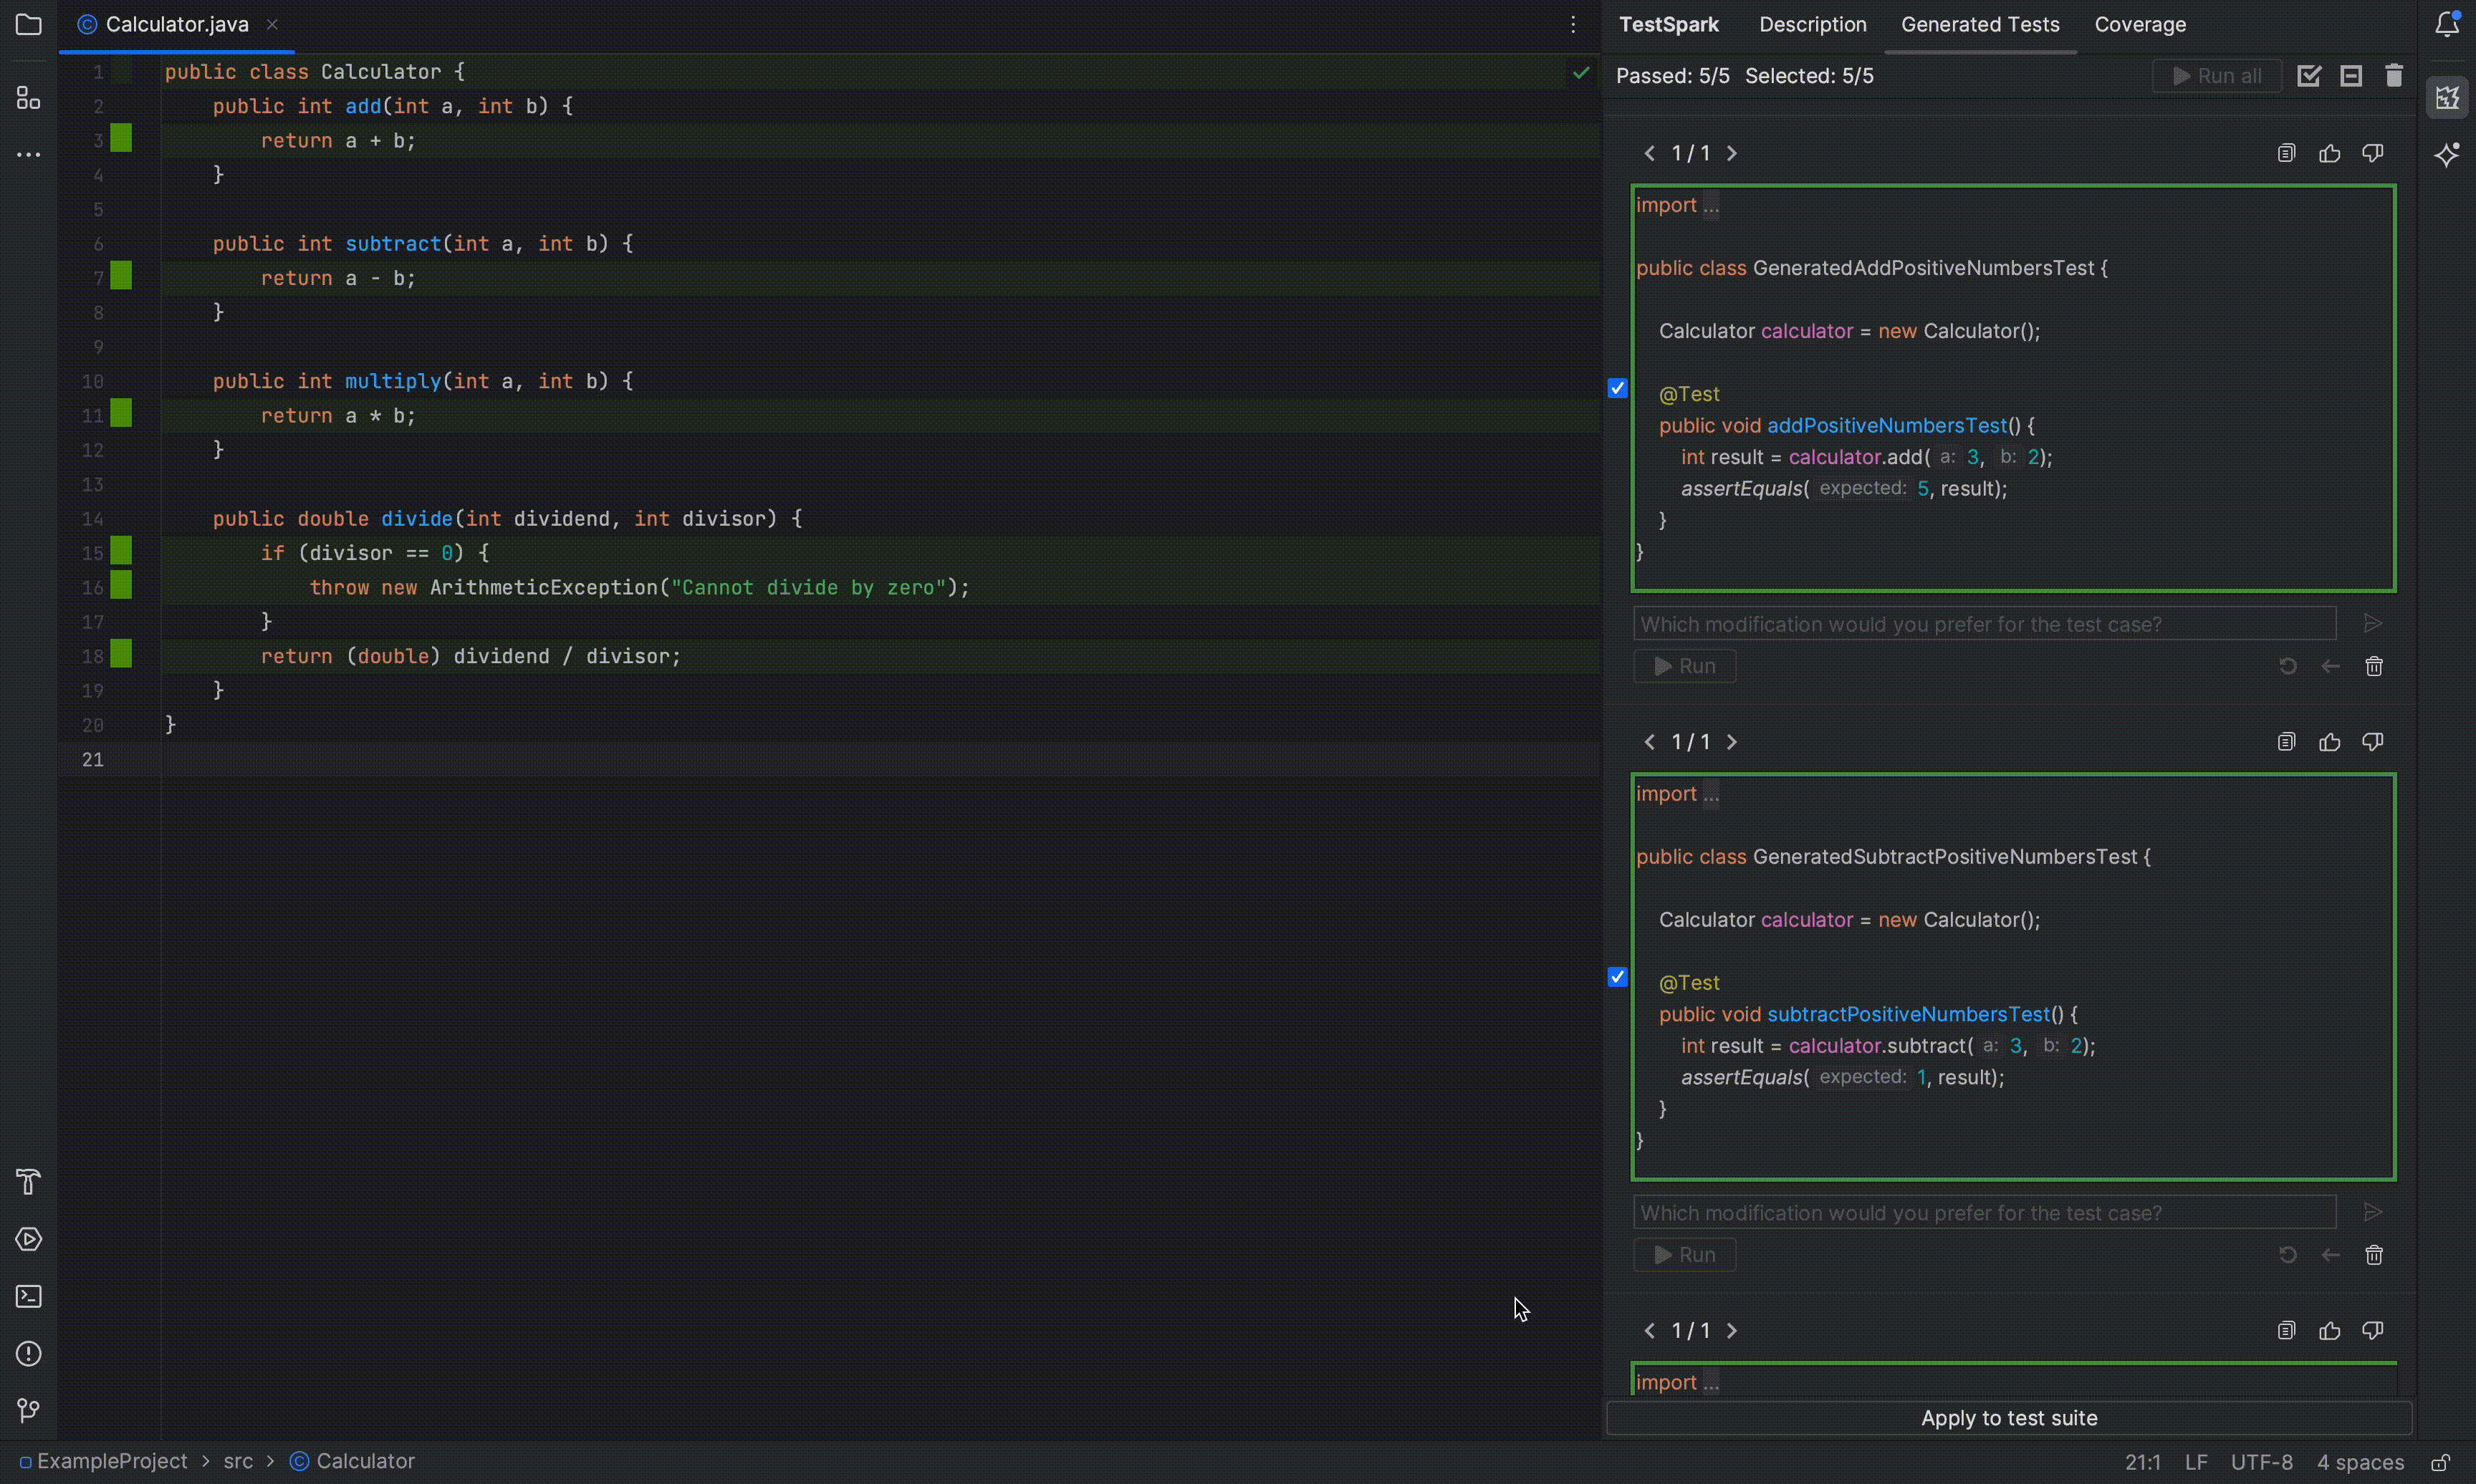 Calculator.java
1 public class Calculator {
2 public int add(int a, int b) {
3 return a + b;
4 }
5
6 public int subtract(int a, int b) {
7 return a - b;
8 }
9
10 public int multiply(int a, int b) {
11 return a * b;
12 }
13
14 public double divide(int dividend, int divisor) {
15 if (divisor == 0) {
16 throw new ArithmeticException("Cannot divide by zero");
17 }
18 return (double) dividend / divisor;
19 }
20 }
21
TestSpark Description Generated Tests Coverage
Passed: 5/5 Selected: 5/5 Run all
1 / 1
import ...
public class GeneratedAddPositiveNumbersTest {
Calculator calculator = new Calculator();
@Test
public void addPositiveNumbersTest() {
int result = calculator.add( a: 3, b: 2);
assertEquals( expected: 5, result);
}
}
Which modification would you prefer for the test case?
Run
1 / 1
import ...
public class GeneratedSubtractPositiveNumbersTest {
Calculator calculator = new Calculator();
@Test
public void subtractPositiveNumbersTest() {
int result = calculator.subtract( a: 3, b: 2);
assertEquals( expected: 1, result);
}
}
Which modification would you prefer for the test case?
Run
1 / 1
import ...
Apply to test suite
ExampleProject > src > Calculator
21:1 LF UTF-8 4 spaces